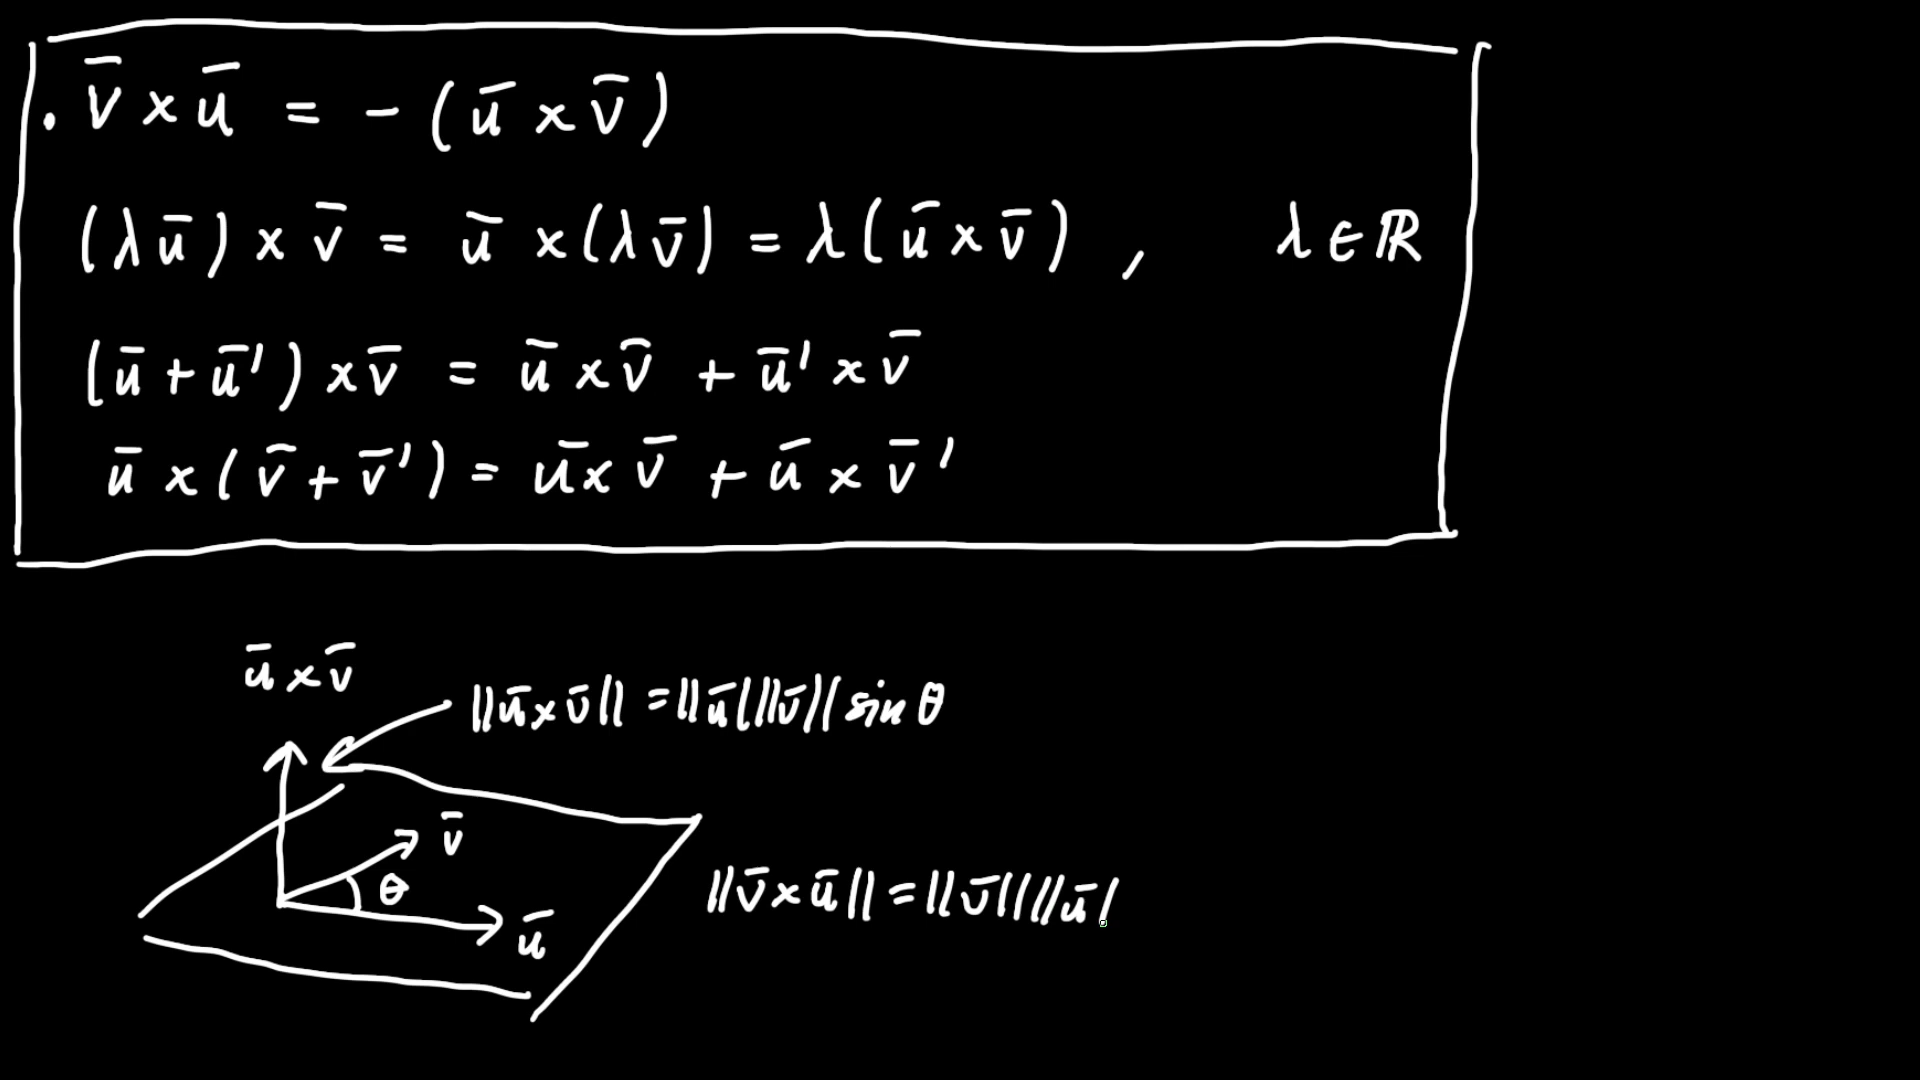 . v̄ × ū = - (ū × v̄)
(λū) × v̄ = ū × (λv̄) = λ(ū × v̄) , λ ∈ ℝ
(ū + ū') × v̄ = ū × v̄ + ū' × v̄
ū × (v̄ + v̄') = ū × v̄ + ū × v̄'
ū × v̄
||ū × v̄|| = ||ū|| ||v̄|| sin θ
v̄
θ
ū
||v̄ × ū|| = ||v̄|| ||ū|